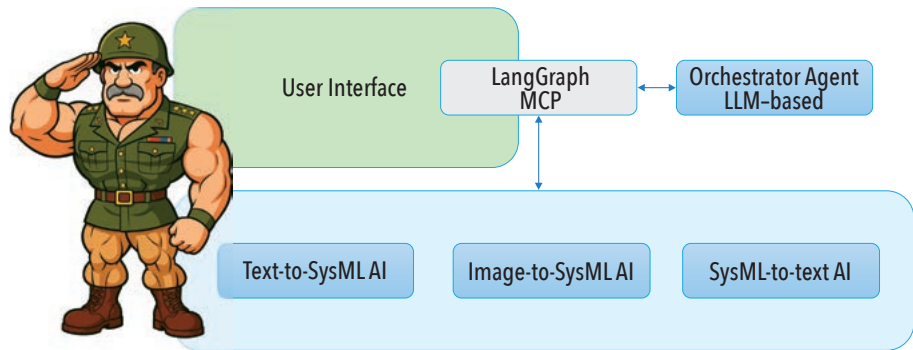 User Interface
LangGraph
MCP
Orchestrator Agent
LLM–based
Text-to-SysML AI
Image-to-SysML AI
SysML-to-text AI